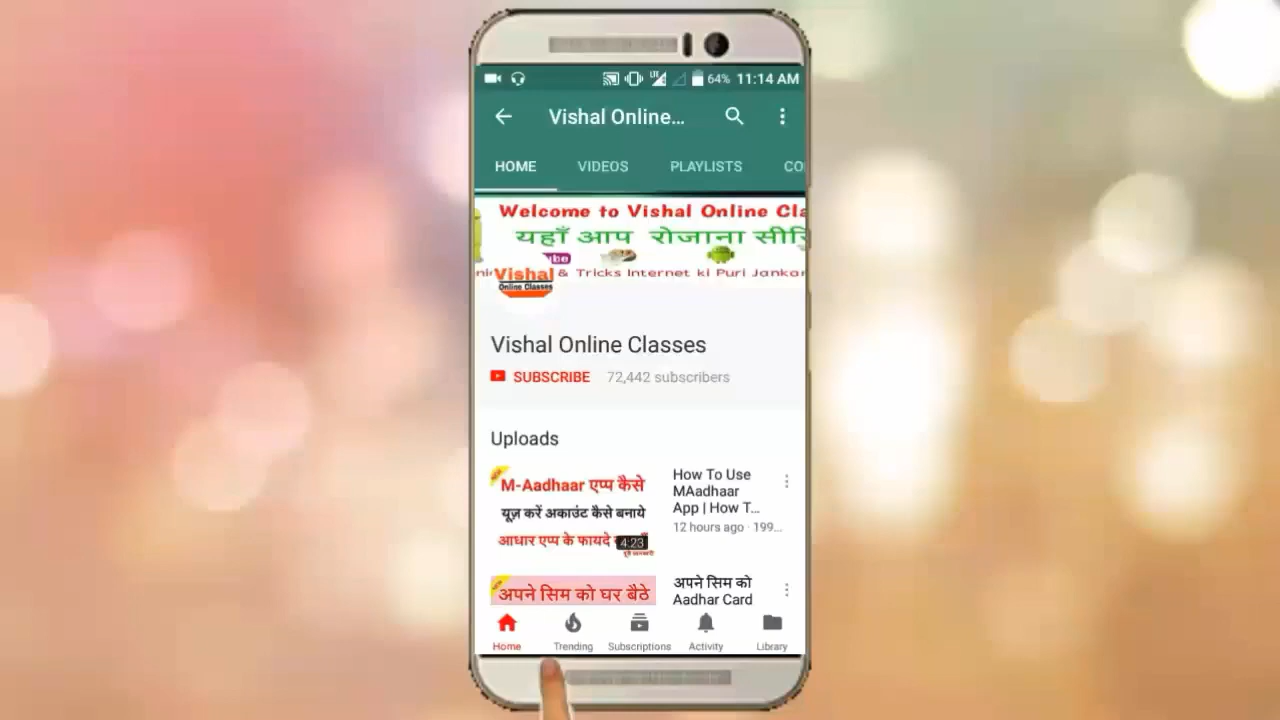 LTE 64% 11:14 AM
Vishal Online...
HOME VIDEOS PLAYLISTS CO
Welcome to Vishal Online Cla
यहाँ आप रोजाना सीरि
Vishal & Tricks Internet ki Puri Jankar
Online Classes
Vishal Online Classes
SUBSCRIBE 72,442 subscribers
Uploads
M-Aadhaar एप्प कैसे
यूज़ करें अकाउंट कैसे बनाये
आधार एप्प के फायदे
4:23
How To Use
MAadhaar
App | How T...
12 hours ago · 199...
अपने सिम को घर बैठे
अपने सिम को
Aadhar Card
Home Trending Subscriptions Activity Library